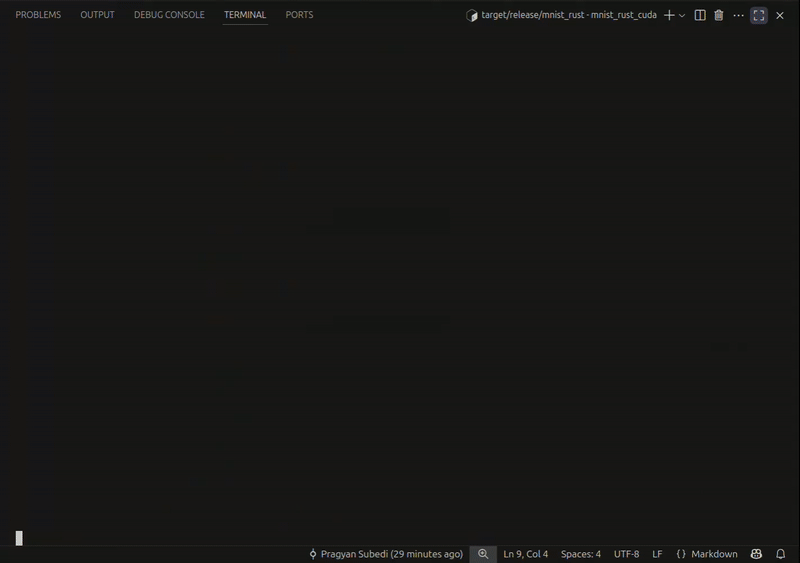 PROBLEMS OUTPUT DEBUG CONSOLE TERMINAL PORTS target/release/mnist_rust - mnist_rust_cuda
Pragyan Subedi (29 minutes ago) Ln 9, Col 4 Spaces: 4 UTF-8 LF {} Markdown